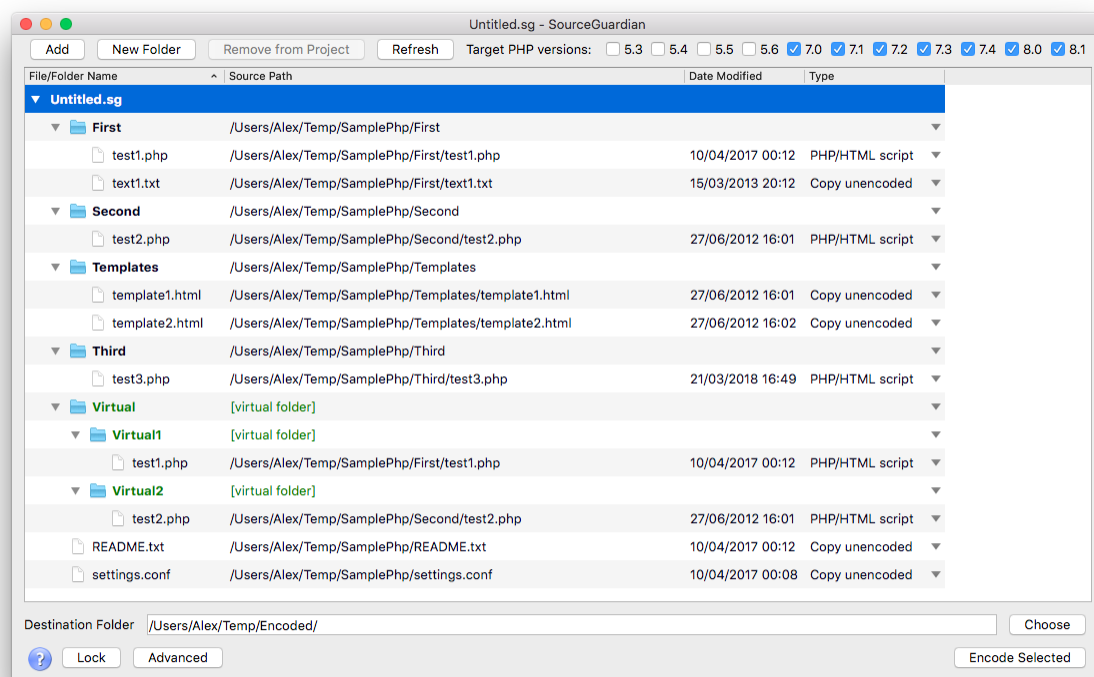 Untitled.sg - SourceGuardian
Add New Folder Remove from Project Refresh Target PHP versions: 5.3 5.4 5.5 5.6 7.0 7.1 7.2 7.3 7.4 8.0 8.1
File/Folder Name Source Path Date Modified Type
Untitled.sg
First /Users/Alex/Temp/SamplePhp/First
test1.php /Users/Alex/Temp/SamplePhp/First/test1.php 10/04/2017 00:12 PHP/HTML script
text1.txt /Users/Alex/Temp/SamplePhp/First/text1.txt 15/03/2013 20:12 Copy unencoded
Second /Users/Alex/Temp/SamplePhp/Second
test2.php /Users/Alex/Temp/SamplePhp/Second/test2.php 27/06/2012 16:01 PHP/HTML script
Templates /Users/Alex/Temp/SamplePhp/Templates
template1.html /Users/Alex/Temp/SamplePhp/Templates/template1.html 27/06/2012 16:01 Copy unencoded
template2.html /Users/Alex/Temp/SamplePhp/Templates/template2.html 27/06/2012 16:02 Copy unencoded
Third /Users/Alex/Temp/SamplePhp/Third
test3.php /Users/Alex/Temp/SamplePhp/Third/test3.php 21/03/2018 16:49 PHP/HTML script
Virtual [virtual folder]
Virtual1 [virtual folder]
test1.php /Users/Alex/Temp/SamplePhp/First/test1.php 10/04/2017 00:12 PHP/HTML script
Virtual2 [virtual folder]
test2.php /Users/Alex/Temp/SamplePhp/Second/test2.php 27/06/2012 16:01 PHP/HTML script
README.txt /Users/Alex/Temp/SamplePhp/README.txt 10/04/2017 00:12 Copy unencoded
settings.conf /Users/Alex/Temp/SamplePhp/settings.conf 10/04/2017 00:08 Copy unencoded
Destination Folder /Users/Alex/Temp/Encoded/ Choose
? Lock Advanced Encode Selected